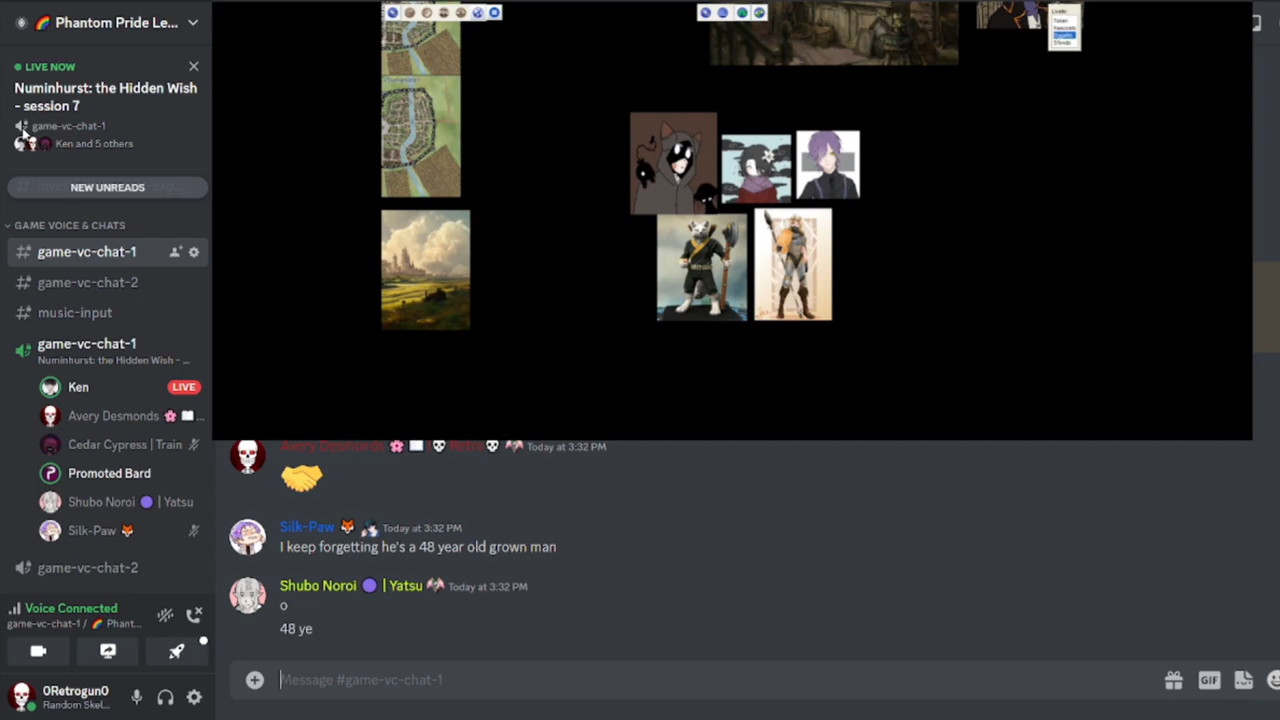 🌈 Phantom Pride Le...
LIVE NOW
Numinhurst: the Hidden Wish
- session 7
game-vc-chat-1
Ken and 5 others
NEW UNREADS
GAME VOICE & CHATS
game-vc-chat-1
game-vc-chat-2
music-input
game-vc-chat-1
Numinhurst: the Hidden Wish - ...
Ken LIVE
Avery Desmonds 🌸 📖 ...
Cedar Cypress | Train
Promoted Bard
Shubo Noroi 🟣 | Yatsu
Silk-Paw 🦊
game-vc-chat-2
Voice Connected
game-vc-chat-1 / 🌈 Phant...
0Retrogun0
Random Skel...
Avery Desmonds 🌸 📖 💀 Retro 💀 Today at 3:32 PM
🤝
Silk-Paw 🦊 Today at 3:32 PM
I keep forgetting he's a 48 year old grown man
Shubo Noroi 🟣 | Yatsu Today at 3:32 PM
o
48 ye
Message #game-vc-chat-1
GIF